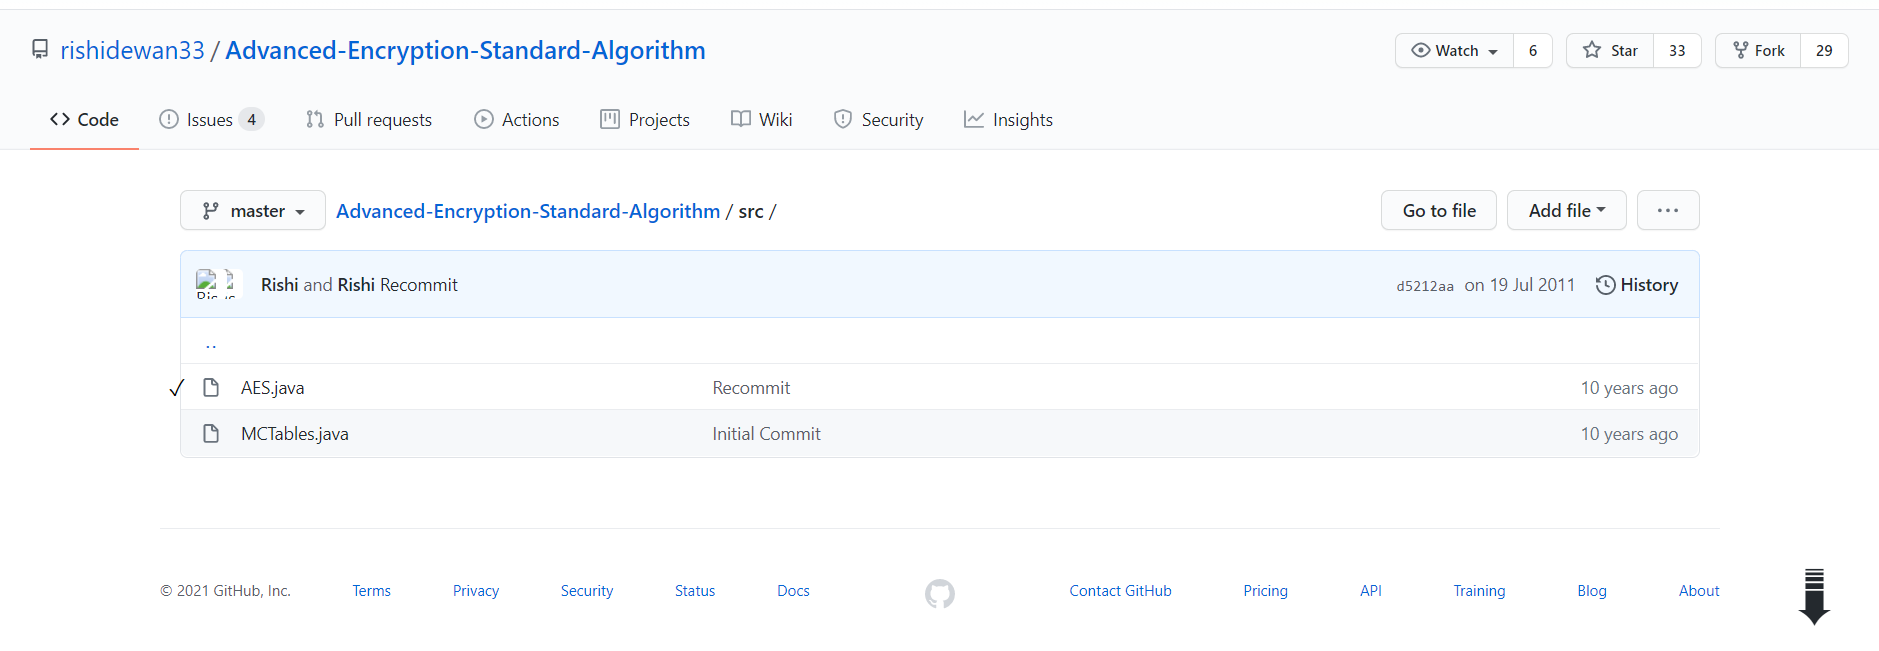 rishidewan33 / Advanced-Encryption-Standard-Algorithm
Watch 6 Star 33 Fork 29
Code Issues 4 Pull requests Actions Projects Wiki Security Insights
master Advanced-Encryption-Standard-Algorithm / src / Go to file Add file ...
Rishi and Rishi Recommit d5212aa on 19 Jul 2011 History
..
AES.java Recommit 10 years ago
MCTables.java Initial Commit 10 years ago
© 2021 GitHub, Inc. Terms Privacy Security Status Docs Contact GitHub Pricing API Training Blog About